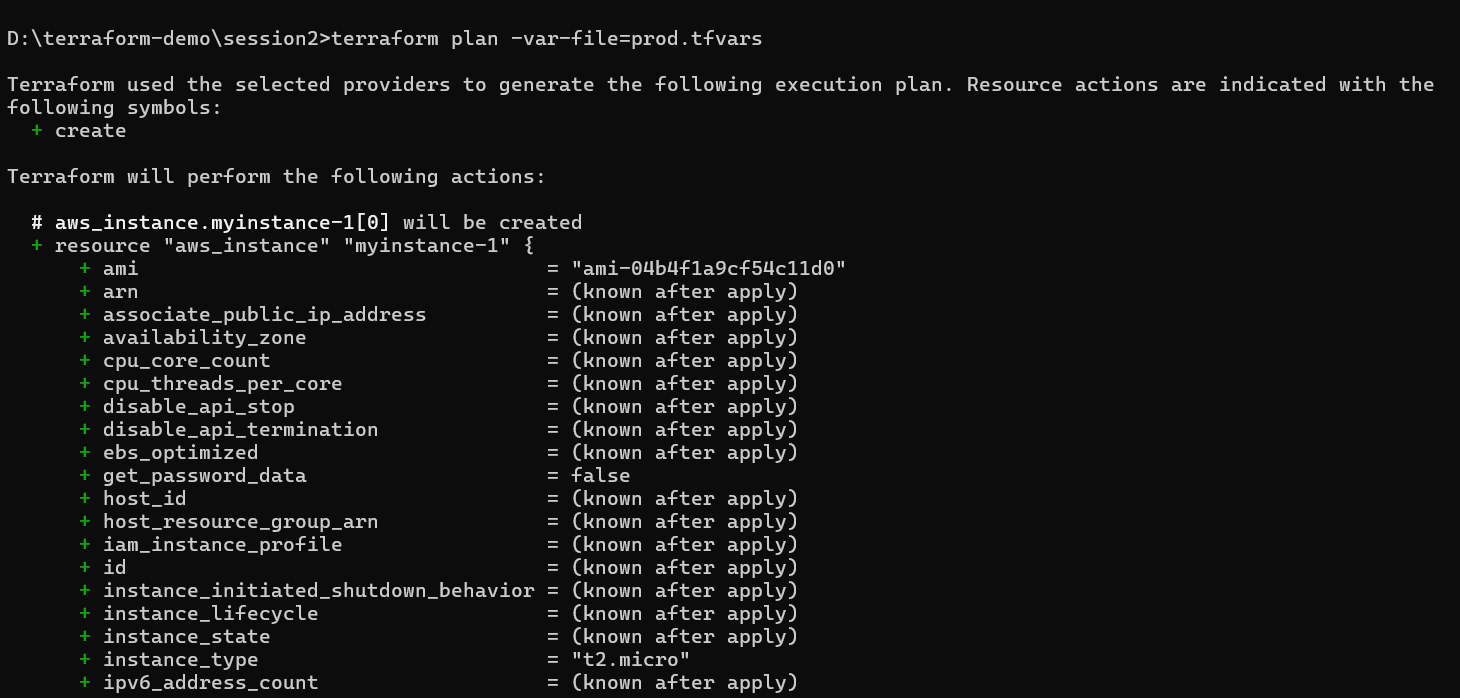 D:\terraform-demo\session2>terraform plan -var-file=prod.tfvars
Terraform used the selected providers to generate the following execution plan. Resource actions are indicated with the
following symbols:
  + create
Terraform will perform the following actions:
  # aws_instance.myinstance-1[0] will be created
  + resource "aws_instance" "myinstance-1" {
      + ami                                  = "ami-04b4f1a9cf54c11d0"
      + arn                                  = (known after apply)
      + associate_public_ip_address          = (known after apply)
      + availability_zone                    = (known after apply)
      + cpu_core_count                       = (known after apply)
      + cpu_threads_per_core                 = (known after apply)
      + disable_api_stop                     = (known after apply)
      + disable_api_termination              = (known after apply)
      + ebs_optimized                        = (known after apply)
      + get_password_data                    = false
      + host_id                              = (known after apply)
      + host_resource_group_arn              = (known after apply)
      + iam_instance_profile                 = (known after apply)
      + id                                   = (known after apply)
      + instance_initiated_shutdown_behavior = (known after apply)
      + instance_lifecycle                   = (known after apply)
      + instance_state                       = (known after apply)
      + instance_type                        = "t2.micro"
      + ipv6_address_count                   = (known after apply)